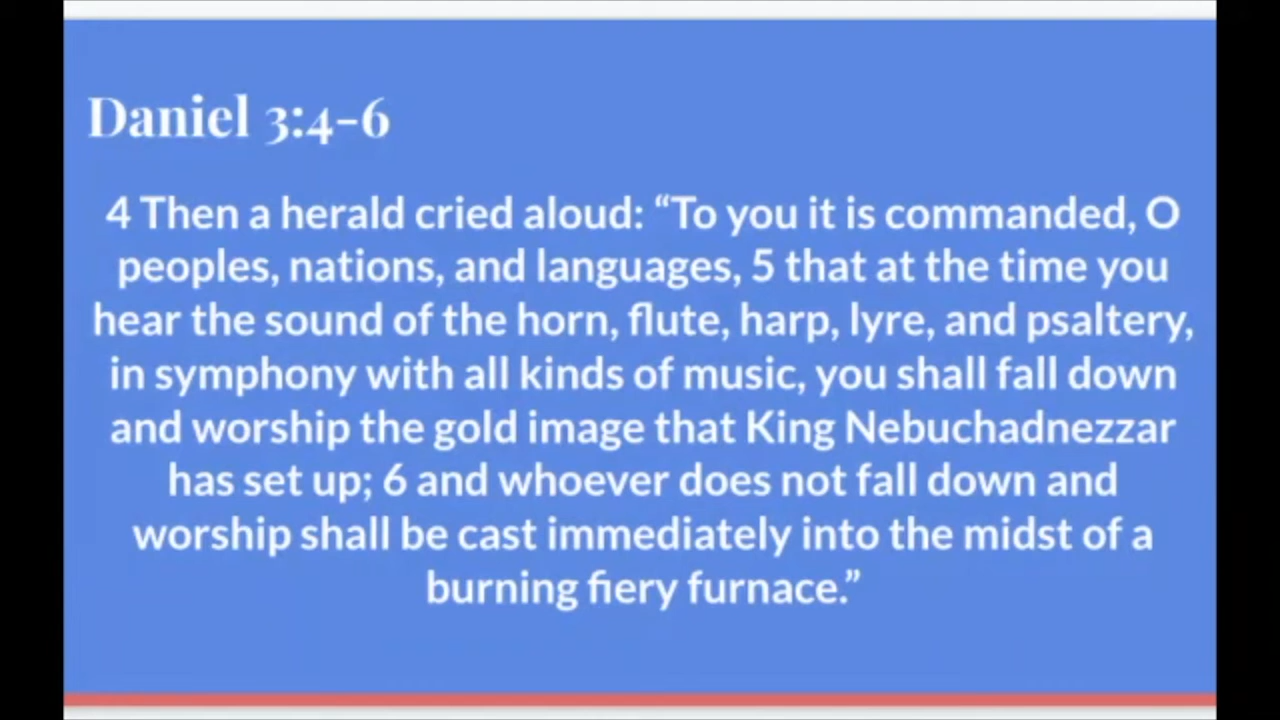 Daniel 3:4-6
4 Then a herald cried aloud: “To you it is commanded, O
peoples, nations, and languages, 5 that at the time you
hear the sound of the horn, flute, harp, lyre, and psaltery,
in symphony with all kinds of music, you shall fall down
and worship the gold image that King Nebuchadnezzar
has set up; 6 and whoever does not fall down and
worship shall be cast immediately into the midst of a
burning fiery furnace.”